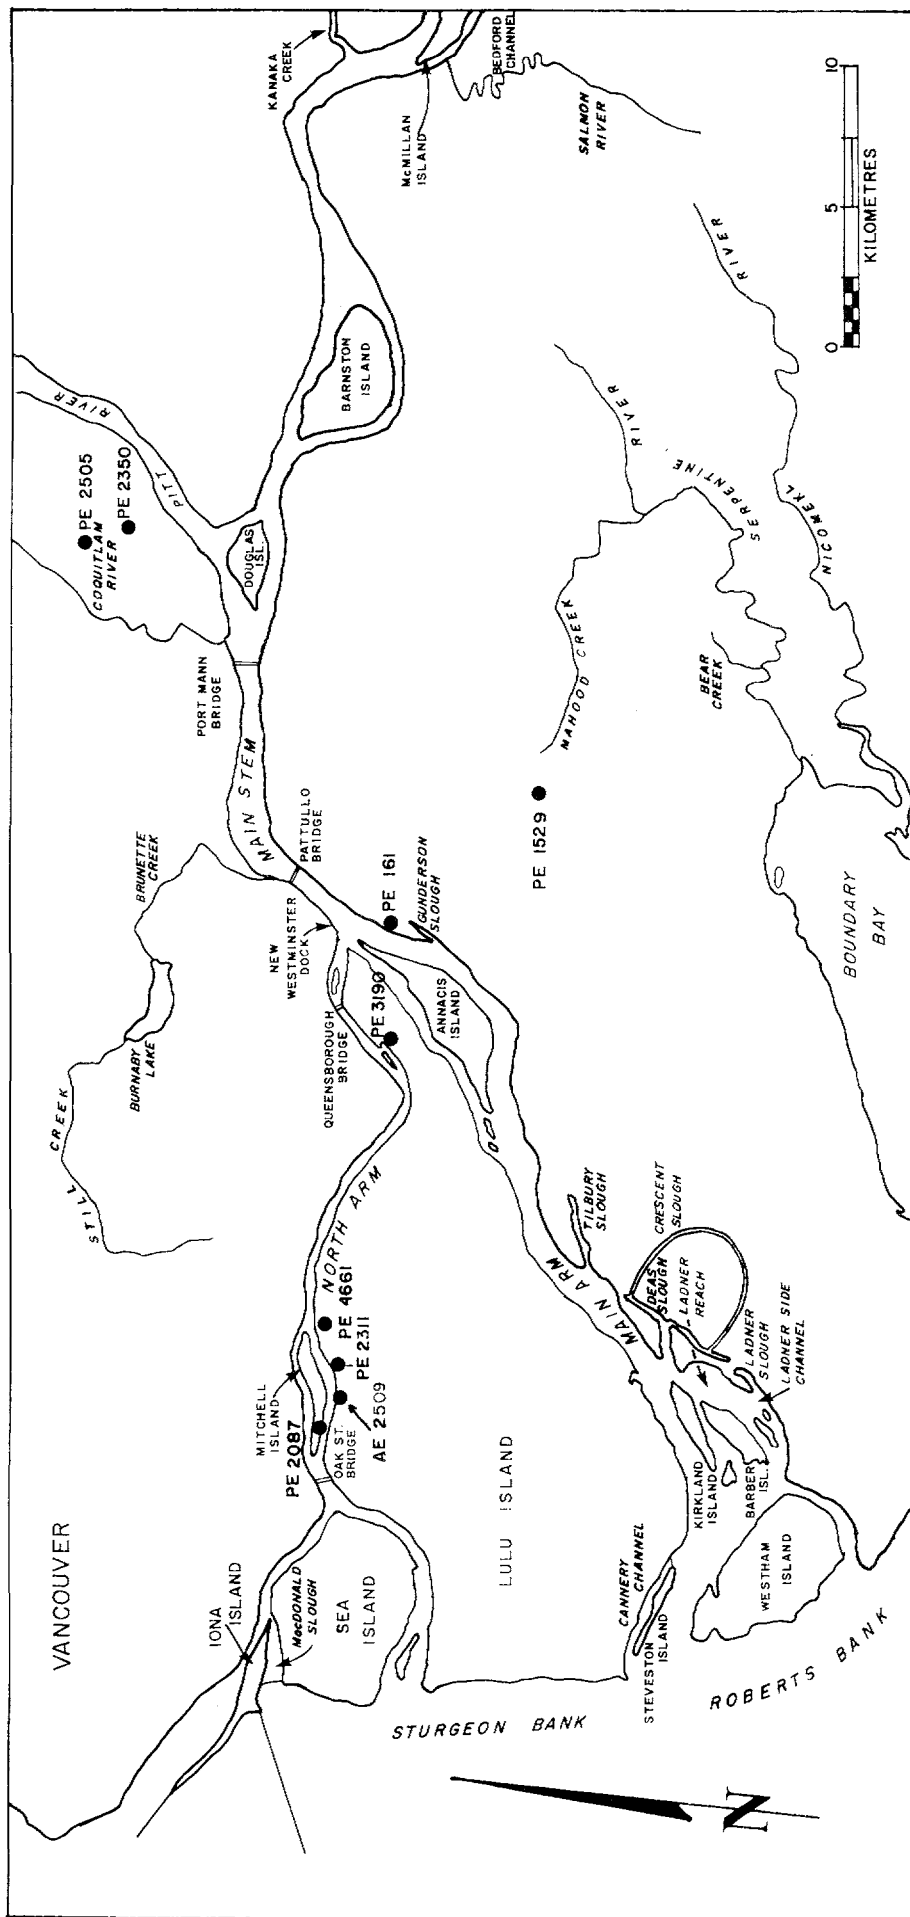 VANCOUVER
IONA
ISLAND
MacDONALD
SLOUGH
SEA
ISLAND
MITCHELL
ISLAND
PE 2087
OAK ST.
BRIDGE
AE 2509
PE 2311
PE 4661
NORTH ARM
STILL CREEK
BURNABY
LAKE
BRUNETTE
CREEK
QUEENSBOROUGH
BRIDGE
NEW
WESTMINSTER
DOCK
PE 3190
PATTULLO
BRIDGE
MAIN STEM
PE 161
GUNDERSON
SLOUGH
ANNACIS
ISLAND
PORT MANN
BRIDGE
COQUITLAM
RIVER
PE 2505
PE 2350
PITT RIVER
DOUGLAS
ISL.
BARNSTON
ISLAND
KANAKA
CREEK
McMILLAN
ISLAND
BEDFORD
CHANNEL
SALMON
RIVER
STURGEON BANK
LULU ISLAND
CANNERY
CHANNEL
STEVESTON
ISLAND
ROBERTS BANK
WESTHAM
ISLAND
KIRKLAND
ISLAND
BARBER
ISL.
MAIN ARM
TILBURY
SLOUGH
DEAS
SLOUGH
CRESCENT
SLOUGH
LADNER
REACH
LADNER
SLOUGH
LADNER SIDE
CHANNEL
PE 1529
MAHOOD CREEK
BEAR
CREEK
SERPENTINE RIVER
NICOMEKL RIVER
BOUNDARY
BAY
N
0 5 10
KILOMETRES